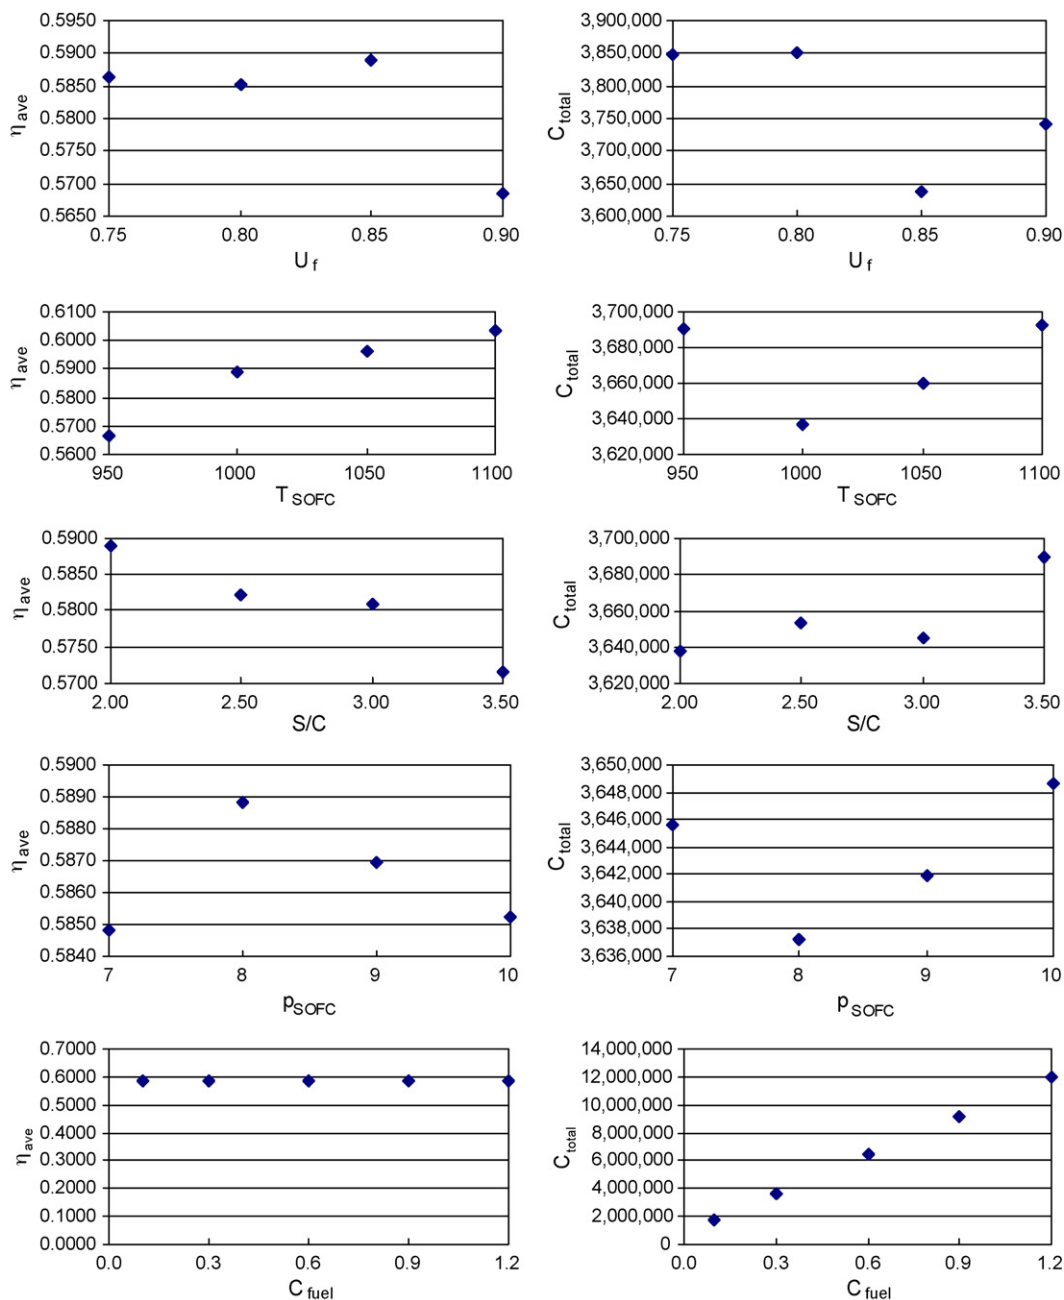 0.5950
0.5900
0.5850
0.5800
0.5750
0.5700
0.5650
η ave
0.75 0.80 0.85 0.90
U f
3,900,000
3,850,000
3,800,000
3,750,000
3,700,000
3,650,000
3,600,000
C total
0.75 0.80 0.85 0.90
U f
0.6100
0.6000
0.5900
0.5800
0.5700
0.5600
η ave
950 1000 1050 1100
T SOFC
3,700,000
3,680,000
3,660,000
3,640,000
3,620,000
C total
950 1000 1050 1100
T SOFC
0.5900
0.5850
0.5800
0.5750
0.5700
η ave
2.00 2.50 3.00 3.50
S/C
3,700,000
3,680,000
3,660,000
3,640,000
3,620,000
C total
2.00 2.50 3.00 3.50
S/C
0.5900
0.5890
0.5880
0.5870
0.5860
0.5850
0.5840
η ave
7 8 9 10
p SOFC
3,650,000
3,648,000
3,646,000
3,644,000
3,642,000
3,640,000
3,638,000
3,636,000
C total
7 8 9 10
p SOFC
0.7000
0.6000
0.5000
0.4000
0.3000
0.2000
0.1000
0.0000
η ave
0.0 0.3 0.6 0.9 1.2
C fuel
14,000,000
12,000,000
10,000,000
8,000,000
6,000,000
4,000,000
2,000,000
0
C total
0.0 0.3 0.6 0.9 1.2
C fuel